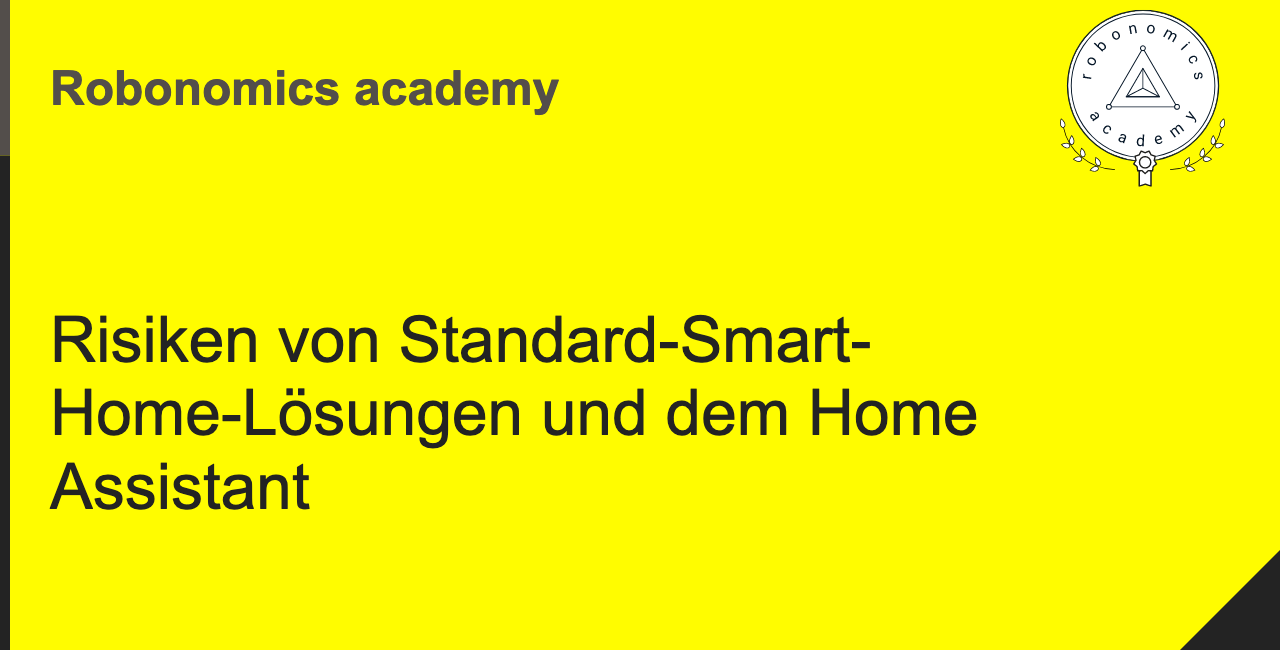 Robonomics academy
robonomics
academy
Risiken von Standard-Smart-
Home-Lösungen und dem Home
Assistant